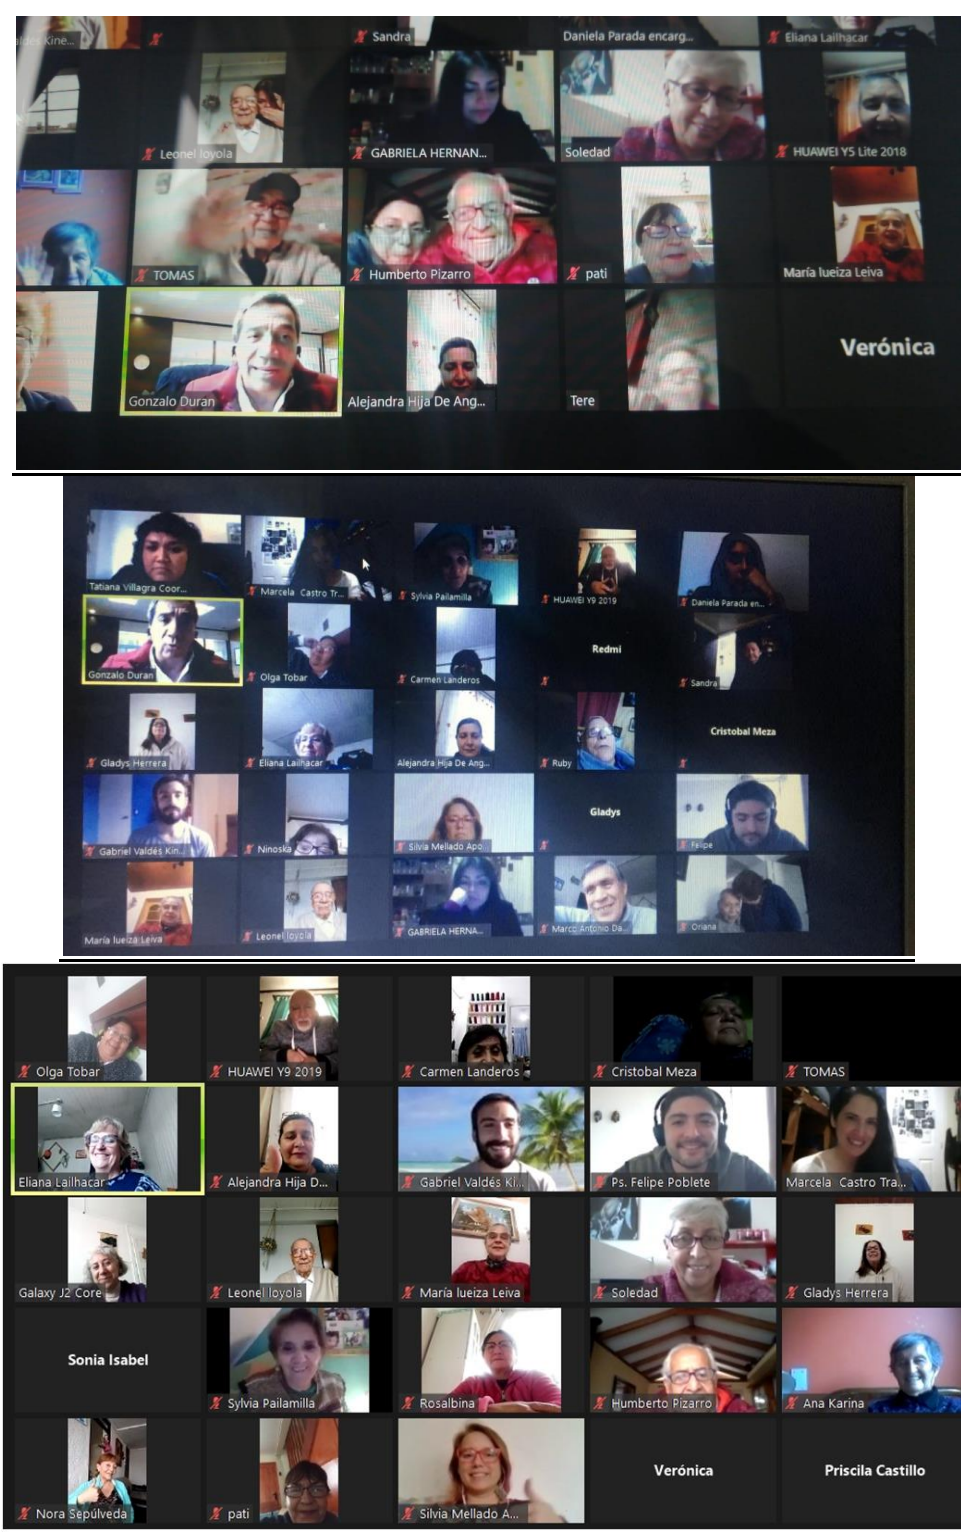 Kine...
Sandra
Daniela Parada encarg...
Eliana Lailhacar
Leonel loyola
GABRIELA HERNAN...
Soledad
HUAWEI Y5 Lite 2018
TOMAS
Humberto Pizarro
pati
María lueiza Leiva
Gonzalo Duran
Alejandra Hija De Ang...
Tere
Verónica
Tatiana Villagra Coor...
Marcela Castro Tr...
Sylvia Pailamilla
HUAWEI Y9 2019
Daniela Parada en...
Gonzalo Duran
Olga Tobar
Carmen Landeros
Redmi
Sandra
Gladys Herrera
Eliana Lailhacar
Alejandra Hija De Ang...
Ruby
Cristobal Meza
Gabriel Valdés Kin...
Ninoska
Silvia Mellado Apo...
Gladys
Felipe
María lueiza Leiva
Leonel loyola
GABRIELA HERNA...
Marco Antonio Da...
Oriana
Olga Tobar
HUAWEI Y9 2019
Carmen Landeros
Cristobal Meza
TOMAS
Eliana Lailhacar
Alejandra Hija D...
Gabriel Valdés Ki...
Ps. Felipe Poblete
Marcela Castro Tra...
Galaxy J2 Core
Leonel loyola
María lueiza Leiva
Soledad
Gladys Herrera
Sonia Isabel
Sylvia Pailamilla
Rosalbina
Humberto Pizarro
Ana Karina
Nora Sepúlveda
pati
Silvia Mellado A...
Verónica
Priscila Castillo